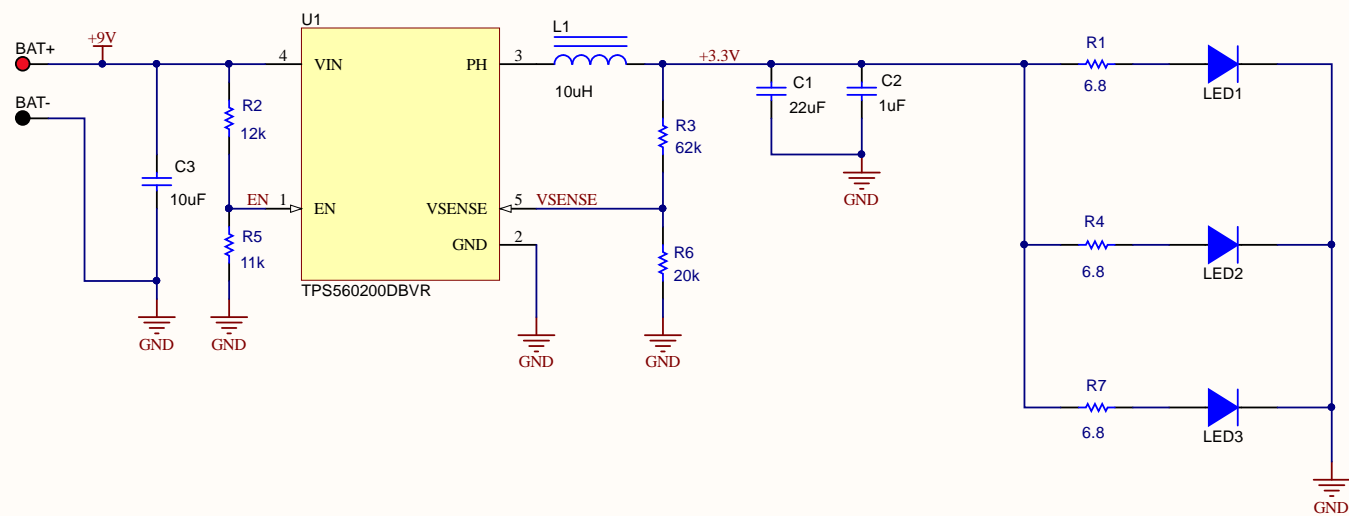 U1
L1
BAT+
+9V
4
VIN
PH
3
+3.3V
R1
10uH
C1
22uF
C2
1uF
6.8
LED1
BAT-
R2
12k
R3
62k
C3
10uF
EN
1
EN
VSENSE
5
VSENSE
GND
R5
11k
GND
2
R6
20k
R4
6.8
LED2
TPS560200DBVR
GND
GND
GND
GND
R7
6.8
LED3
GND